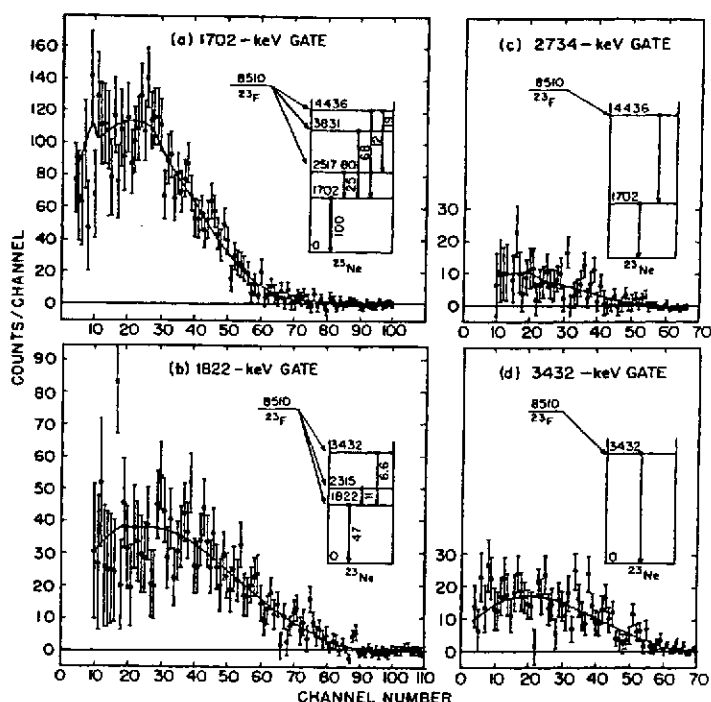 COUNTS/CHANNEL
CHANNEL NUMBER
(a) 1702-keV GATE
160
140
120
100
80
60
40
20
0
10 20 30 40 50 60 70 80 90 100
8510
23F
4436
3831
2517 80
1702
0
25
68
12
19
100
23Ne
(c) 2734-keV GATE
8510
23F
4436
1702
23Ne
30
20
10
0
0 10 20 30 40 50 60 70
(b) 1822-keV GATE
90
80
70
60
50
40
30
20
10
0
0 10 20 30 40 50 60 70 80 90 100 110
8510
23F
3432
2315
1822
0
6.6
11
47
23Ne
(d) 3432-keV GATE
8510
23F
3432
0
23Ne
30
20
10
0
0 10 20 30 40 50 60 70